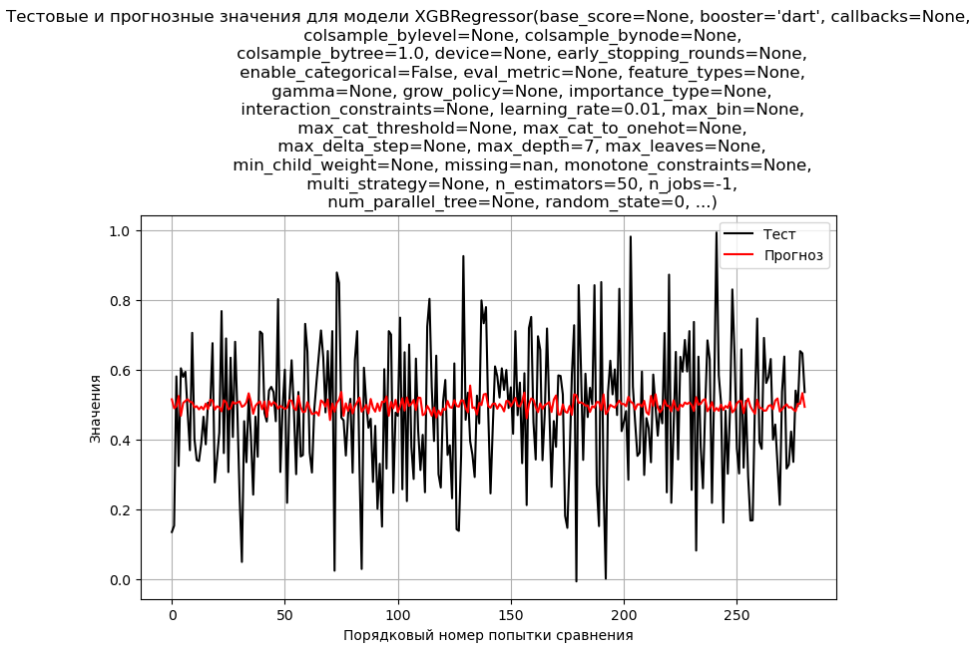 Тестовые и прогнозные значения для модели XGBRegressor(base_score=None, booster='dart', callbacks=None,
colsample_bylevel=None, colsample_bynode=None,
colsample_bytree=1.0, device=None, early_stopping_rounds=None,
enable_categorical=False, eval_metric=None, feature_types=None,
gamma=None, grow_policy=None, importance_type=None,
interaction_constraints=None, learning_rate=0.01, max_bin=None,
max_cat_threshold=None, max_cat_to_onehot=None,
max_delta_step=None, max_depth=7, max_leaves=None,
min_child_weight=None, missing=nan, monotone_constraints=None,
multi_strategy=None, n_estimators=50, n_jobs=-1,
num_parallel_tree=None, random_state=0, ...)
Тест
Прогноз
Значения
1.0
0.8
0.6
0.4
0.2
0.0
0 50 100 150 200 250
Порядковый номер попытки сравнения